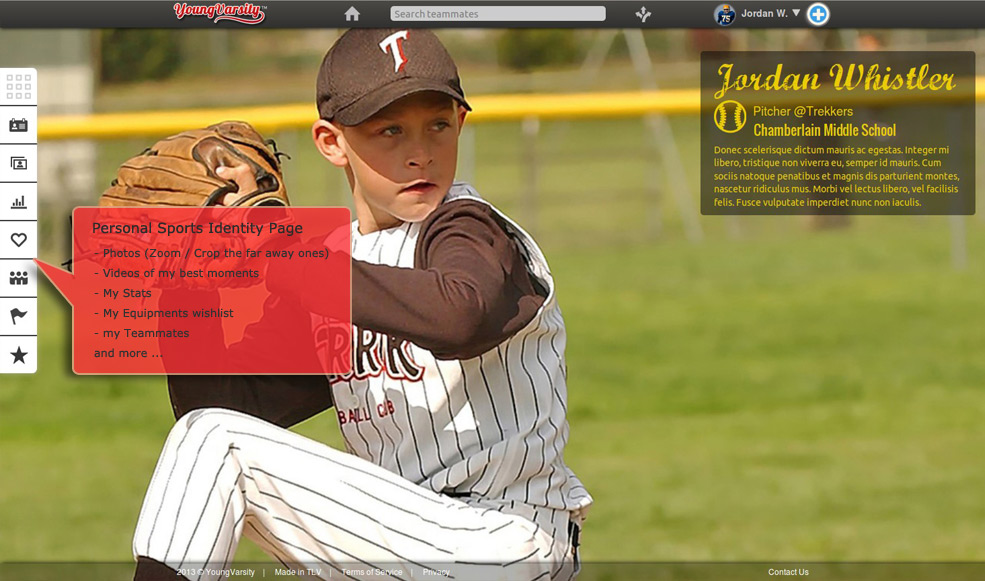 YoungVarsity™
Search teammates
75
Jordan W.
T
Jordan Whistler
Pitcher @Trekkers
Chamberlain Middle School
Donec scelerisque dictum mauris ac egestas. Integer mi
libero, tristique non viverra eu, semper id mauris. Cum
sociis natoque penatibus et magnis dis parturient montes,
nascetur ridiculus mus. Morbi vel lectus libero, vel facilisis
felis. Fusce vulputate imperdiet nunc non iaculis.
Personal Sports Identity Page
- Photos (Zoom / Crop the far away ones)
- Videos of my best moments
- My Stats
- My Equipments wishlist
- my Teammates
and more ...
BALL CLUB
2013 © YoungVarsity | Made in TLV | Terms of Service | Privacy
Contact Us